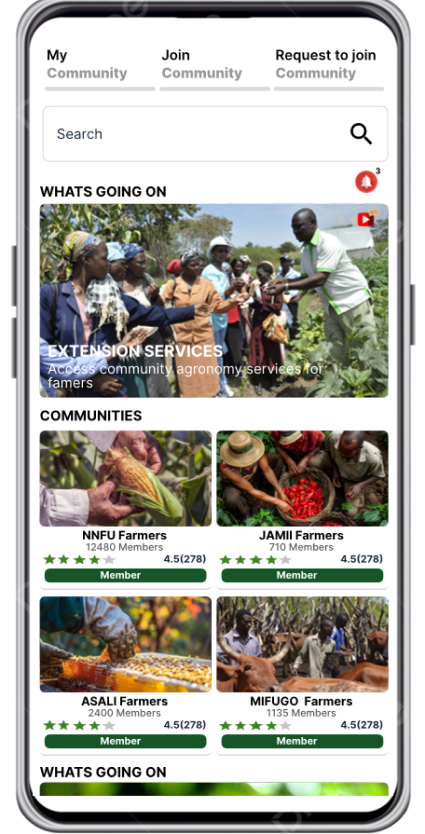 My Join Request to join
Community Community Community
Search
3
WHATS GOING ON
EXTENSION SERVICES
Access community agronomy services for
famers
COMMUNITIES
NNFU Farmers JAMII Farmers
12480 Members 710 Members
4.5(278) 4.5(278)
Member Member
ASALI Farmers MIFUGO Farmers
2400 Members 1135 Members
4.5(278) 4.5(278)
Member Member
WHATS GOING ON